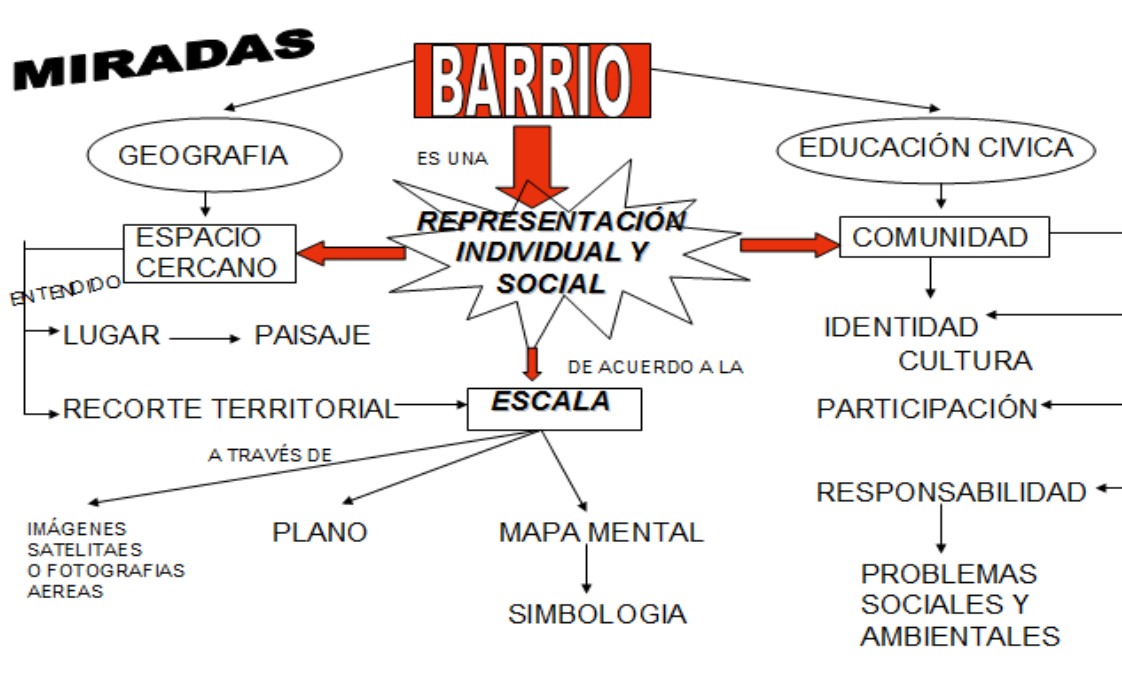 MIRADAS
BARRIO
GEOGRAFIA
ES UNA
EDUCACIÓN CIVICA
REPRESENTACIÓN
INDIVIDUAL Y
SOCIAL
ESPACIO
CERCANO
COMUNIDAD
ENTENDIDO
LUGAR
PAISAJE
IDENTIDAD
CULTURA
DE ACUERDO A LA
RECORTE TERRITORIAL
ESCALA
PARTICIPACIÓN
A TRAVÉS DE
RESPONSABILIDAD
IMÁGENES
SATELITAES
O FOTOGRAFIAS
AEREAS
PLANO
MAPA MENTAL
SIMBOLOGIA
PROBLEMAS
SOCIALES Y
AMBIENTALES